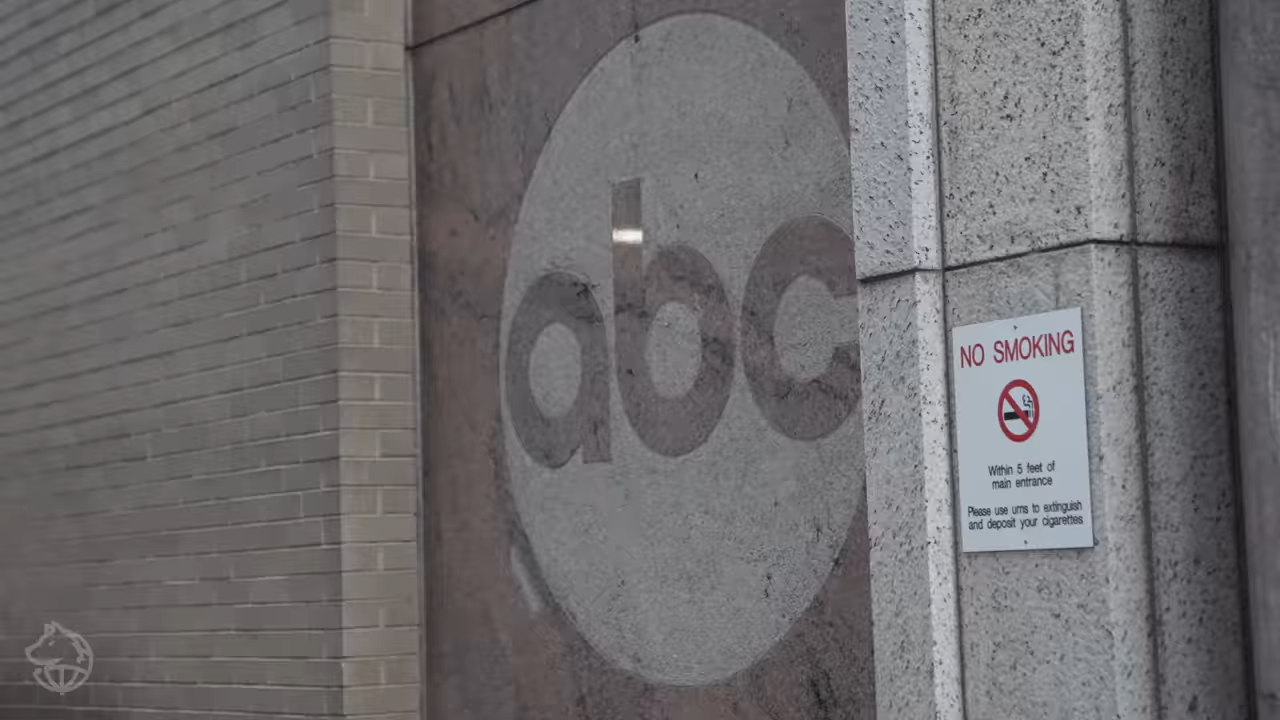 abc
NO SMOKING
Within 5 feet of
main entrance
Please use urns to extinguish
and deposit your cigarettes